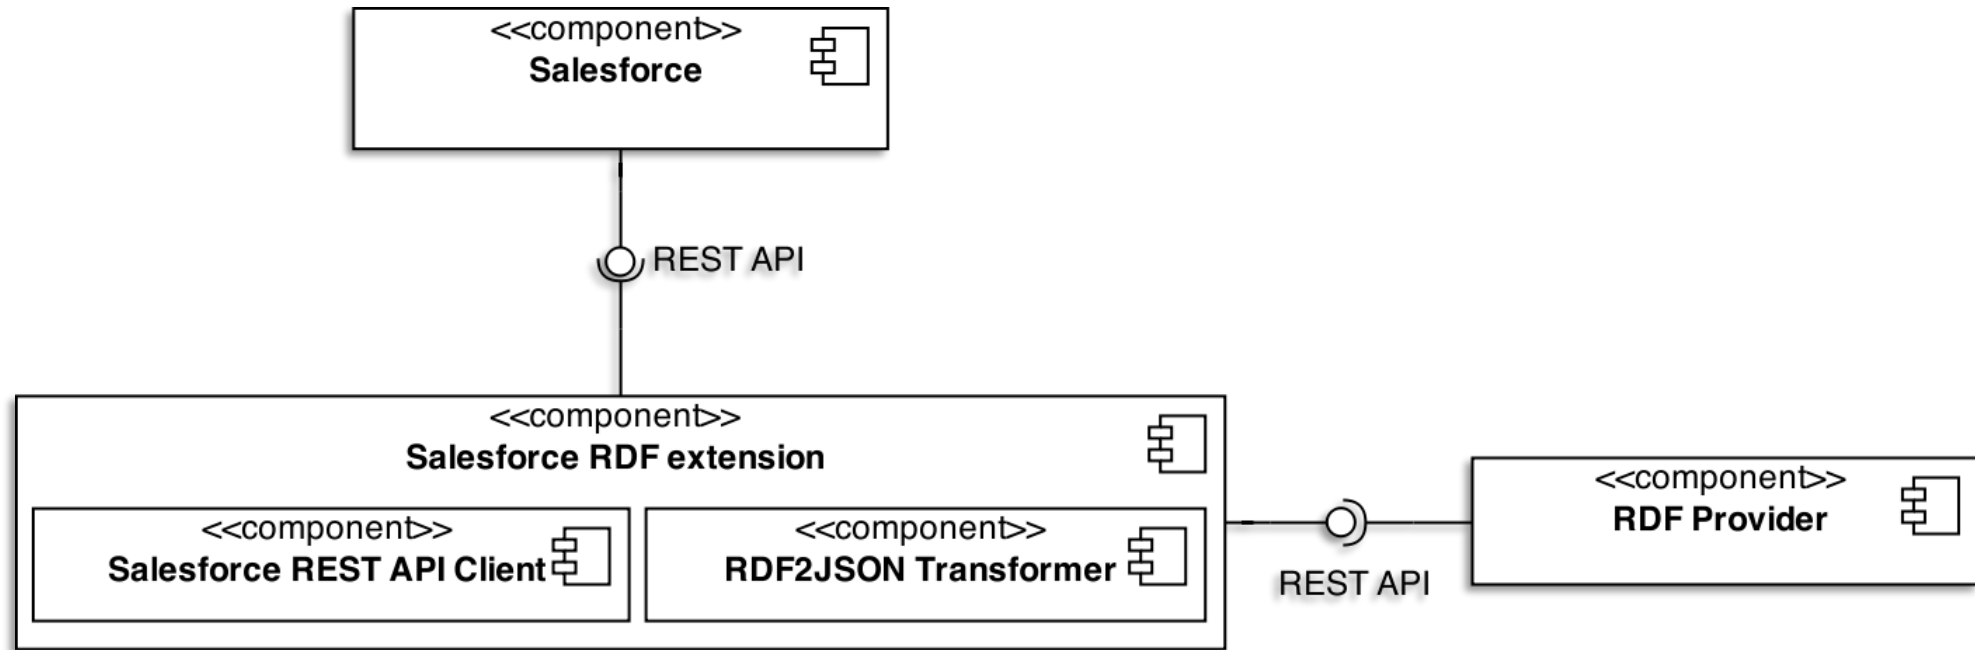 <<component>>
Salesforce
REST API
<<component>>
Salesforce RDF extension
<<component>>
Salesforce REST API Client
<<component>>
RDF2JSON Transformer
REST API
<<component>>
RDF Provider